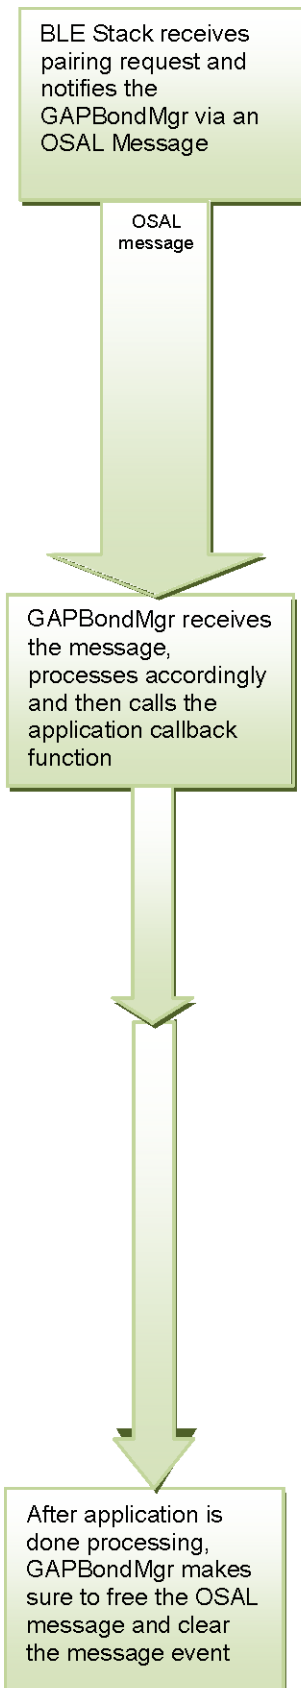 BLE Stack receives
pairing request and
notifies the
GAPBondMgr via an
OSAL Message
OSAL
message
GAPBondMgr receives
the message,
processes accordingly
and then calls the
application callback
function
After application is
done processing,
GAPBondMgr makes
sure to free the OSAL
message and clear
the message event